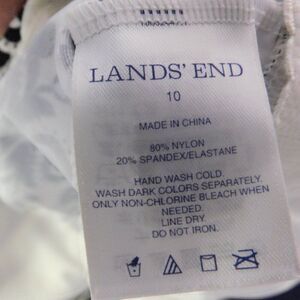 LANDS' END
10
MADE IN CHINA
80% NYLON
20% SPANDEX/ELASTANE
HAND WASH COLD.
WASH DARK COLORS SEPARATELY.
ONLY NON-CHLORINE BLEACH WHEN
NEEDED.
LINE DRY.
DO NOT IRON.